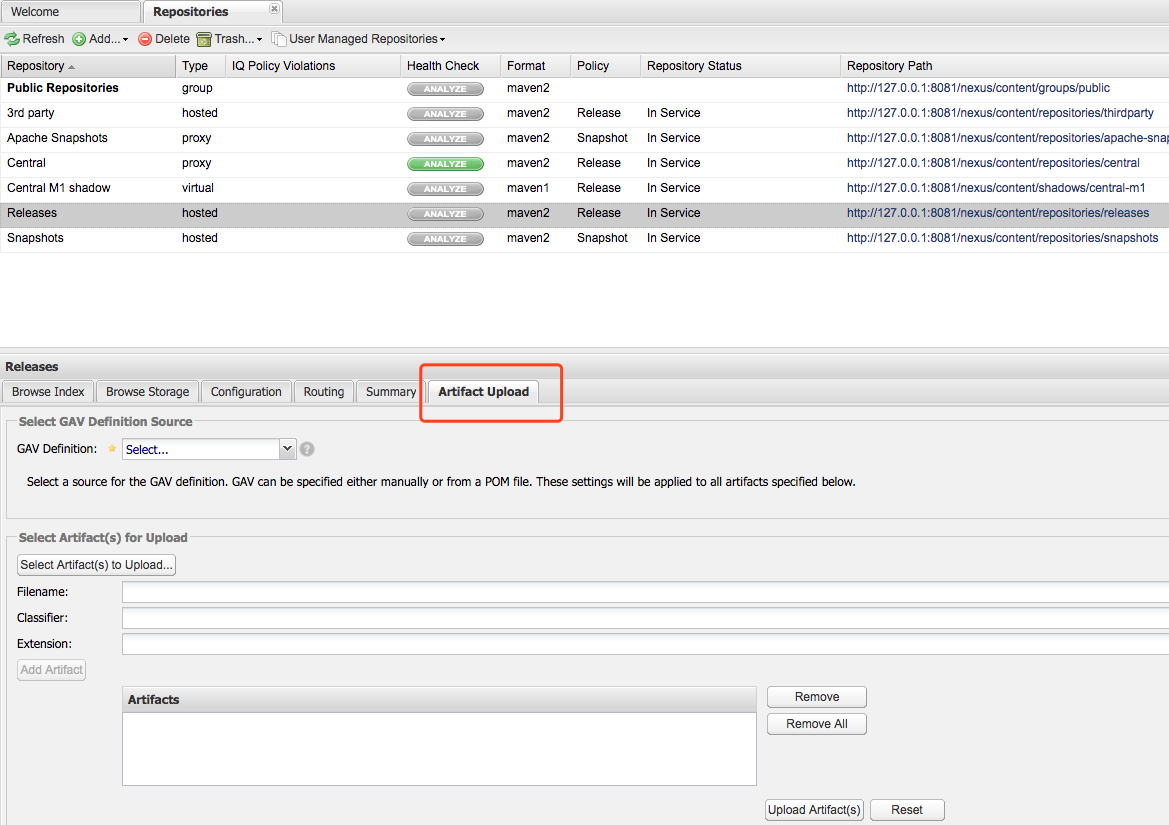 Welcome Repositories
Refresh Add... Delete Trash... User Managed Repositories
Repository Type IQ Policy Violations Health Check Format Policy Repository Status Repository Path
Public Repositories group ANALYZE maven2 http://127.0.0.1:8081/nexus/content/groups/public
3rd party hosted ANALYZE maven2 Release In Service http://127.0.0.1:8081/nexus/content/repositories/thirdparty
Apache Snapshots proxy ANALYZE maven2 Snapshot In Service http://127.0.0.1:8081/nexus/content/repositories/apache-snap
Central proxy ANALYZE maven2 Release In Service http://127.0.0.1:8081/nexus/content/repositories/central
Central M1 shadow virtual ANALYZE maven1 Release In Service http://127.0.0.1:8081/nexus/content/shadows/central-m1
Releases hosted ANALYZE maven2 Release In Service http://127.0.0.1:8081/nexus/content/repositories/releases
Snapshots hosted ANALYZE maven2 Snapshot In Service http://127.0.0.1:8081/nexus/content/repositories/snapshots
Releases
Browse Index Browse Storage Configuration Routing Summary Artifact Upload
Select GAV Definition Source
GAV Definition: Select... ?
Select a source for the GAV definition. GAV can be specified either manually or from a POM file. These settings will be applied to all artifacts specified below.
Select Artifact(s) for Upload
Select Artifact(s) to Upload...
Filename:
Classifier:
Extension:
Add Artifact
Artifacts Remove
Remove All
Upload Artifact(s) Reset